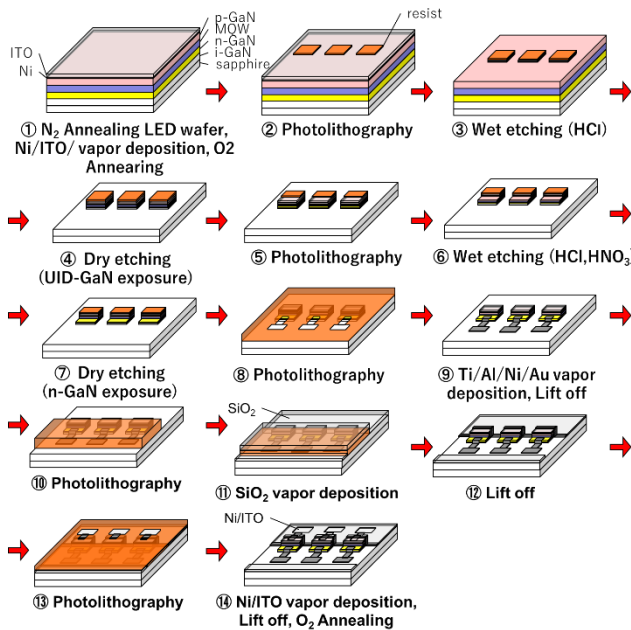 p-GaN
MQW
n-GaN
i-GaN
sapphire
ITO
Ni
resist
① N₂ Annealing LED wafer,
Ni/ITO/ vapor deposition, O2
Annearing
② Photolithography
③ Wet etching (HCl)
④ Dry etching
(UID-GaN exposure)
⑤ Photolithography
⑥ Wet etching (HCl,HNO₃)
⑦ Dry etching
(n-GaN exposure)
⑧ Photolithography
⑨ Ti/Al/Ni/Au vapor
deposition, Lift off
SiO₂
⑩ Photolithography
⑪ SiO₂ vapor deposition
⑫ Lift off
Ni/ITO
⑬ Photolithography
⑭ Ni/ITO vapor deposition,
Lift off, O₂ Annealing